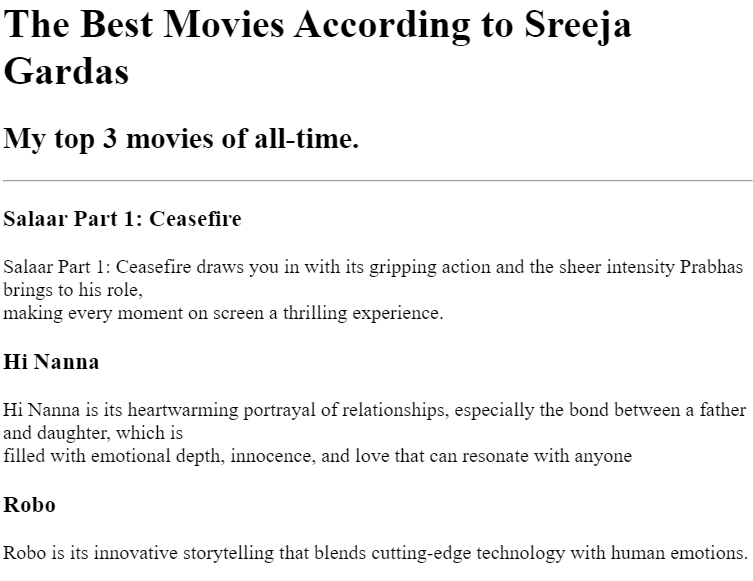 The Best Movies According to Sreeja
Gardas
My top 3 movies of all-time.
Salaar Part 1: Ceasefire
Salaar Part 1: Ceasefire draws you in with its gripping action and the sheer intensity Prabhas
brings to his role,
making every moment on screen a thrilling experience.
Hi Nanna
Hi Nanna is its heartwarming portrayal of relationships, especially the bond between a father
and daughter, which is
filled with emotional depth, innocence, and love that can resonate with anyone
Robo
Robo is its innovative storytelling that blends cutting-edge technology with human emotions.